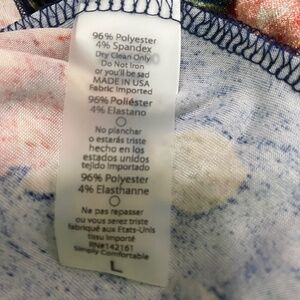 96% Polyester
4% Spandex
Dry Clean Only
Do Not Iron
or you'll be sad
MADE IN USA
Fabric Imported
96% Poliéster
4% Elastano
No planchar
o estarás triste
hecho en los
estados unidos
tejido importado
96% Polyester
4% Elasthanne
Ne pas repasser
ou vous serez triste
fabriqué aux Etats-Unis
tissu importé
RN#142161
Simply Comfortable
L